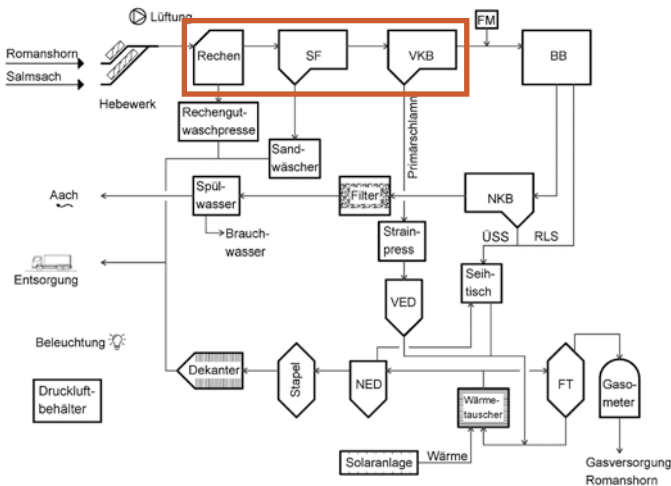 Lüftung
FM
Romanshorn
Salmsach
Hebewerk
Rechen
SF
VKB
BB
Rechengut-
waschpresse
Sand-
wäscher
Primärschlamm
Aach
Spül-
wasser
Filter
NKB
Brauch-
wasser
Strain-
press
ÜSS
RLS
Seih-
tisch
Entsorgung
VED
Beleuchtung
Dekanter
Stapel
NED
FT
Gaso-
meter
Druckluft-
behälter
Wärme-
tauscher
Solaranlage
Wärme
Gasversorgung
Romanshorn